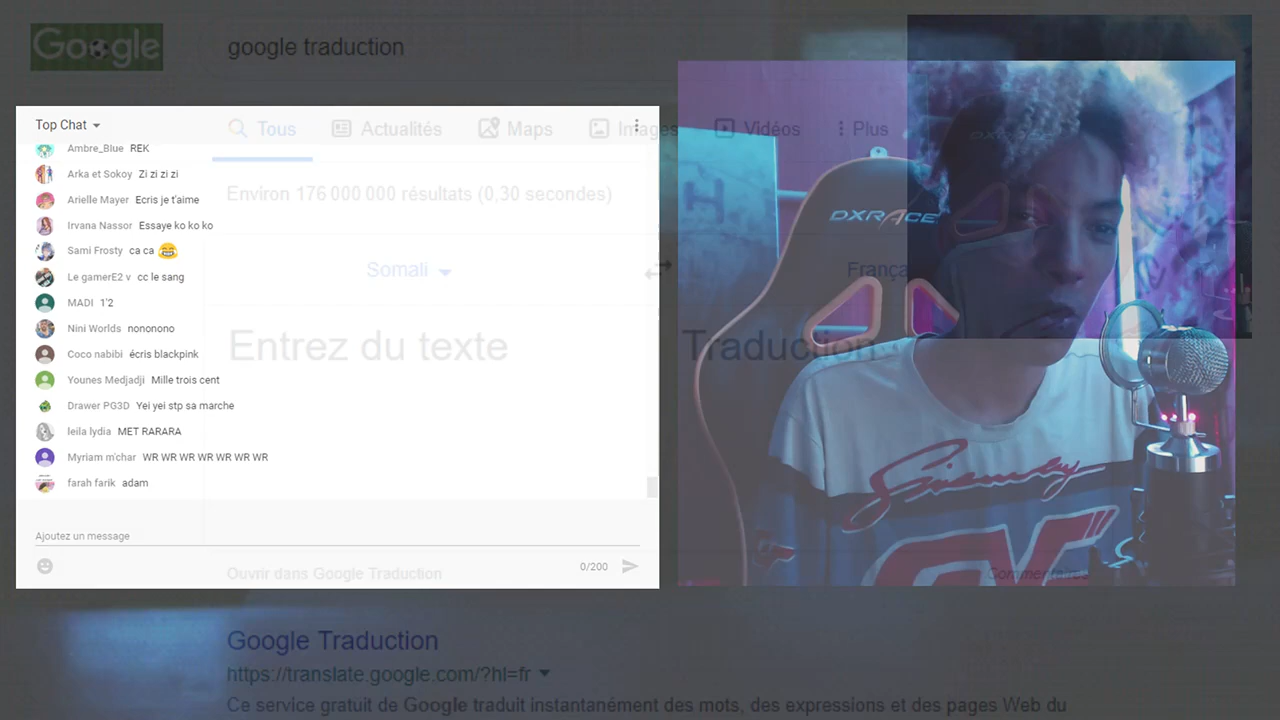 Google
google traduction
Top Chat
Tous
Actualités
Maps
Images
Vidéos
Plus
Ambre_Blue REK
Arka et Sokoy Zi zi zi zi
Environ 176 000 000 résultats (0,30 secondes)
Arielle Mayer Ecris je t'aime
Irvana Nassor Essaye ko ko ko
DXRACE
Sami Frosty ca ca 😂
Somali
Françai
Le gamerE2 v cc le sang
MADI 1'2
Nini Worlds nononono
Entrez du texte
Traduction
Coco nabibi écris blackpink
Younes Medjadji Mille trois cent
Drawer PG3D Yei yei stp sa marche
leila lydia MET RARARA
Myriam m'char WR WR WR WR WR WR WR
farah farik adam
Ajoutez un message
0/200
Ouvrir dans Google Traduction
Commentaires
Google Traduction
https://translate.google.com/?hl=fr
Ce service gratuit de Google traduit instantanément des mots, des expressions et des pages Web du